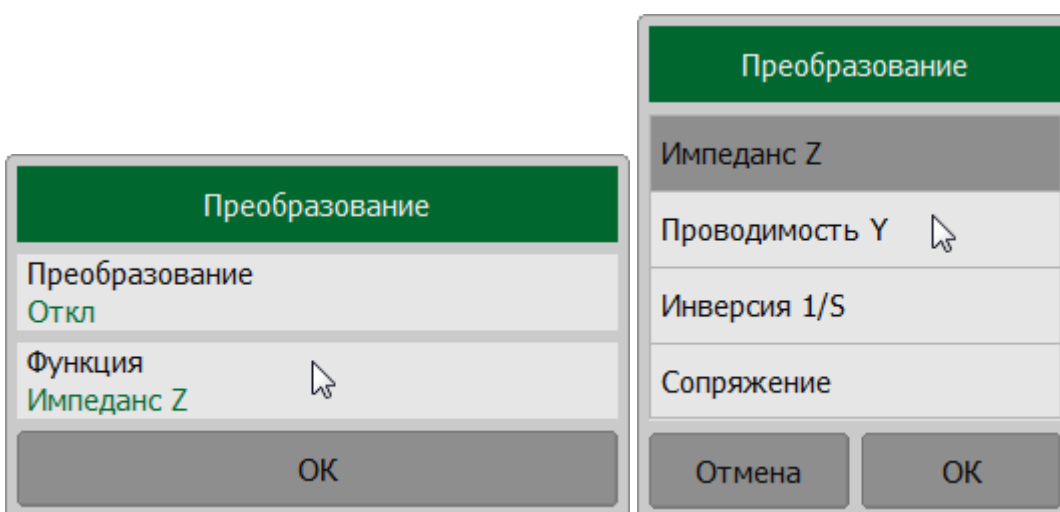 Преобразование
Преобразование
Откл
Функция
Импеданс Z
ОК
Преобразование
Импеданс Z
Проводимость Y
Инверсия 1/S
Сопряжение
Отмена
ОК